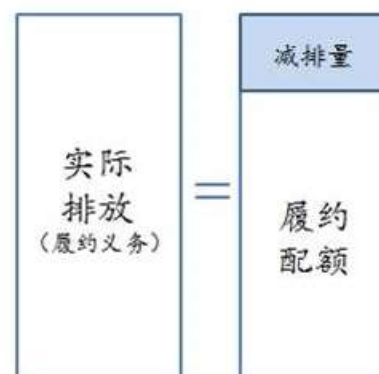 实际
排放
（履约义务）
=
减排量
履约
配额